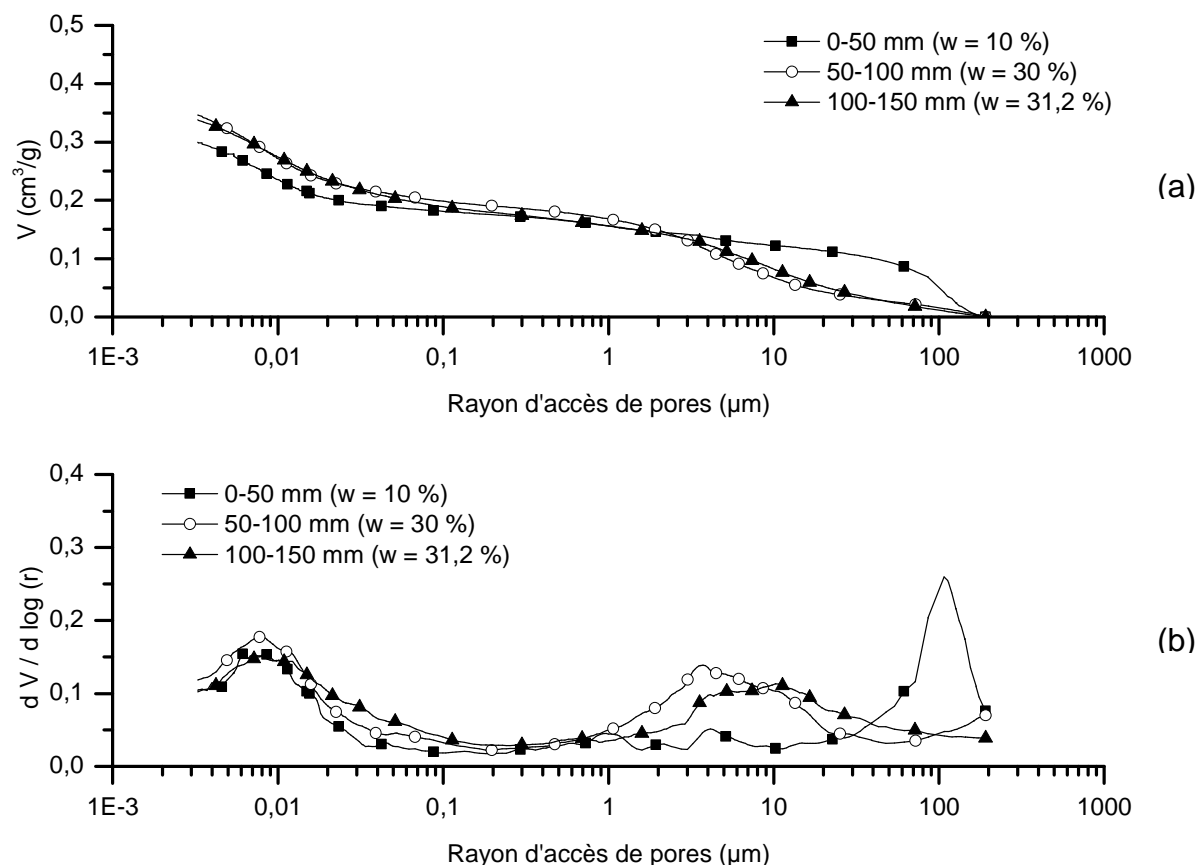 0,5
0,4
0,3
0,2
0,1
0,0
V (cm³/g)
0-50 mm (w = 10 %)
50-100 mm (w = 30 %)
100-150 mm (w = 31,2 %)
(a)
1E-3 0,01 0,1 1 10 100 1000
Rayon d'accès de pores (µm)
0,4
0,3
0,2
0,1
0,0
d V / d log (r)
0-50 mm (w = 10 %)
50-100 mm (w = 30 %)
100-150 mm (w = 31,2 %)
(b)
1E-3 0,01 0,1 1 10 100 1000
Rayon d'accès de pores (µm)